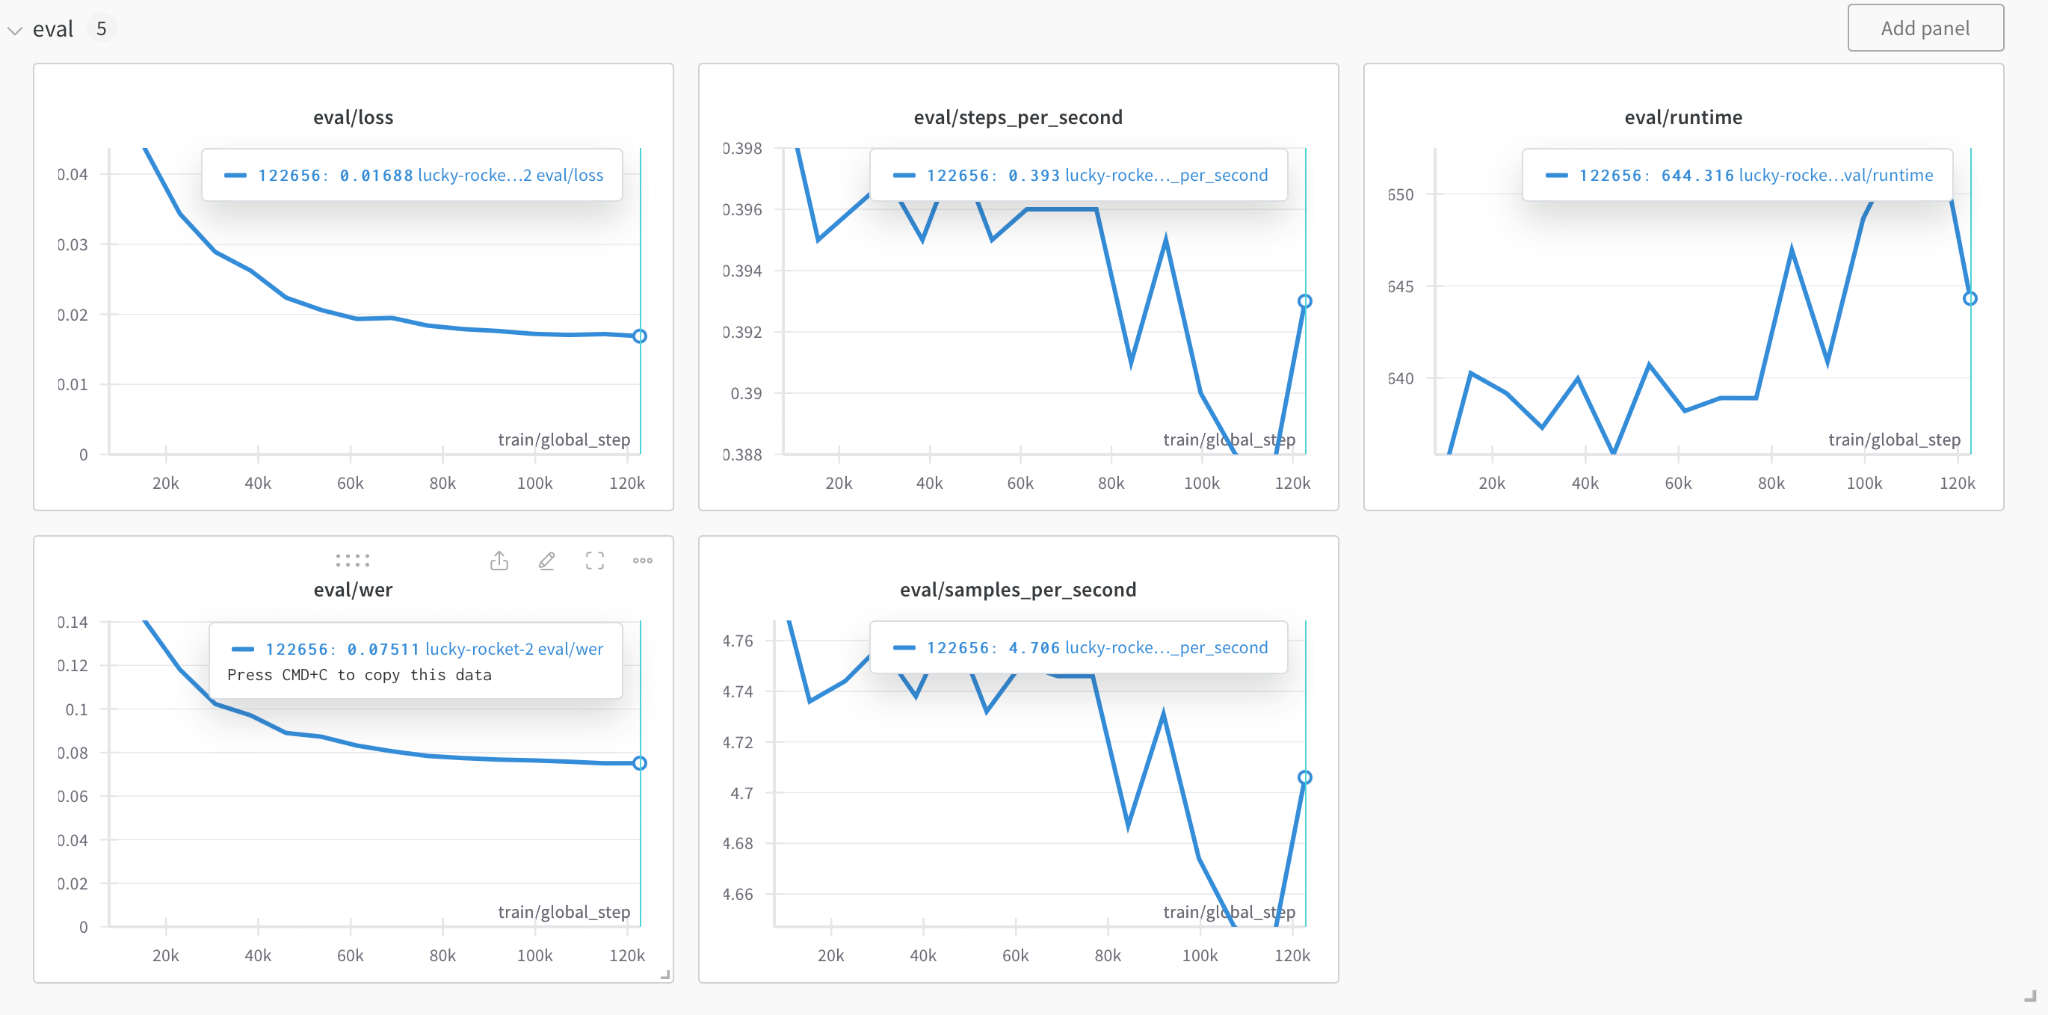 eval 5
Add panel
eval/loss
122656: 0.01688 lucky-rocke...2 eval/loss
0.04
0.03
0.02
0.01
0
train/global_step
20k 40k 60k 80k 100k 120k
eval/steps_per_second
122656: 0.393 lucky-rocke..._per_second
0.398
0.396
0.394
0.392
0.39
0.388
train/global_step
20k 40k 60k 80k 100k 120k
eval/runtime
122656: 644.316 lucky-rocke...val/runtime
650
645
640
train/global_step
20k 40k 60k 80k 100k 120k
eval/wer
122656: 0.07511 lucky-rocket-2 eval/wer
Press CMD+C to copy this data
0.14
0.12
0.1
0.08
0.06
0.04
0.02
0
train/global_step
20k 40k 60k 80k 100k 120k
eval/samples_per_second
122656: 4.706 lucky-rocke..._per_second
4.76
4.74
4.72
4.7
4.68
4.66
train/global_step
20k 40k 60k 80k 100k 120k